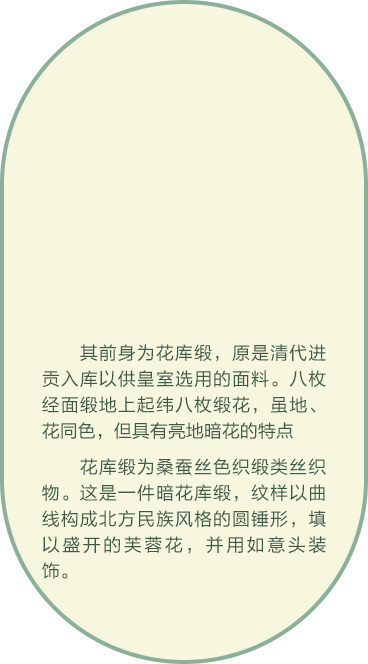 其前身为花库缎，原是清代进
贡入库以供皇室选用的面料。八枚
经面缎地上起纬八枚缎花，虽地、
花同色，但具有亮地暗花的特点
花库缎为桑蚕丝色织缎类丝织
物。这是一件暗花库缎，纹样以曲
线构成北方民族风格的圆锤形，填
以盛开的芙蓉花，并用如意头装
饰。